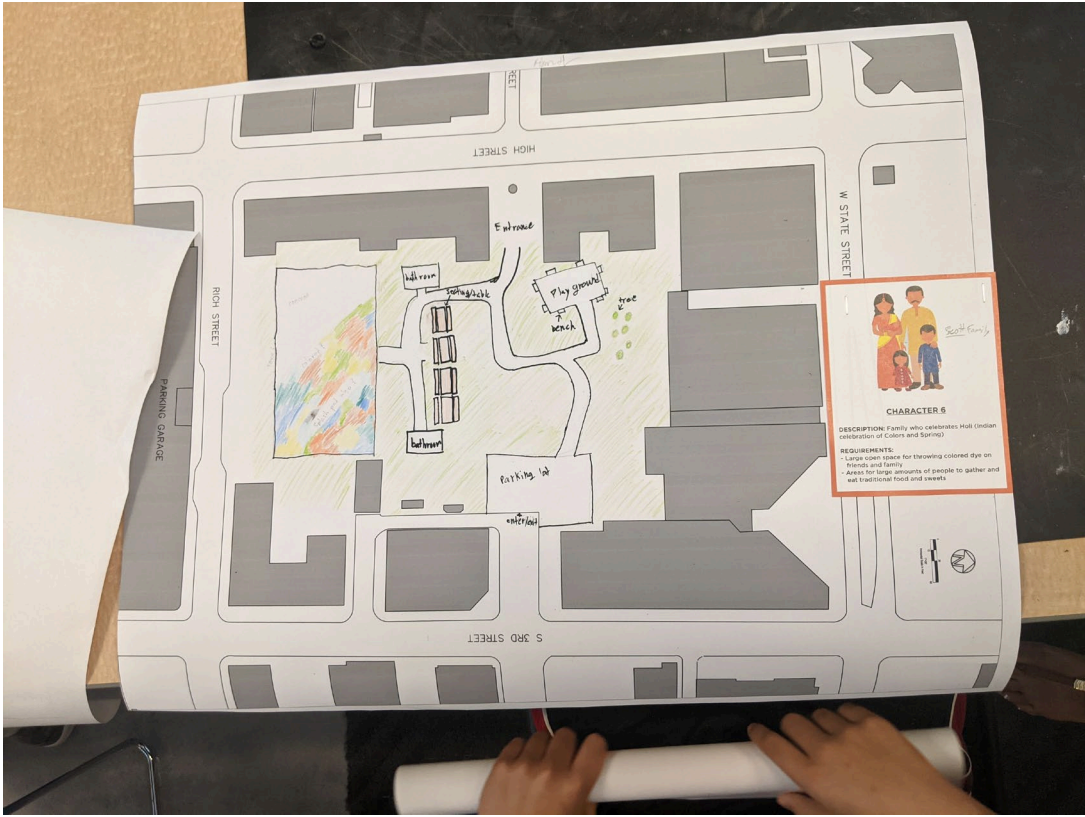 STREET
HIGH STREET
Entrance
bathroom
seating/table
Play ground
bench
tree
W STATE STREET
RICH STREET
PARKING GARAGE
bathroom
Parking lot
enter/exit
S 3RD STREET
Scott Family
CHARACTER 6
DESCRIPTION: Family who celebrates Holi (Indian
celebration of Colors and Spring)
REQUIREMENTS:
- Large open space for throwing colored dye on
friends and family
- Areas for large amounts of people to gather and
eat traditional food and sweets
N